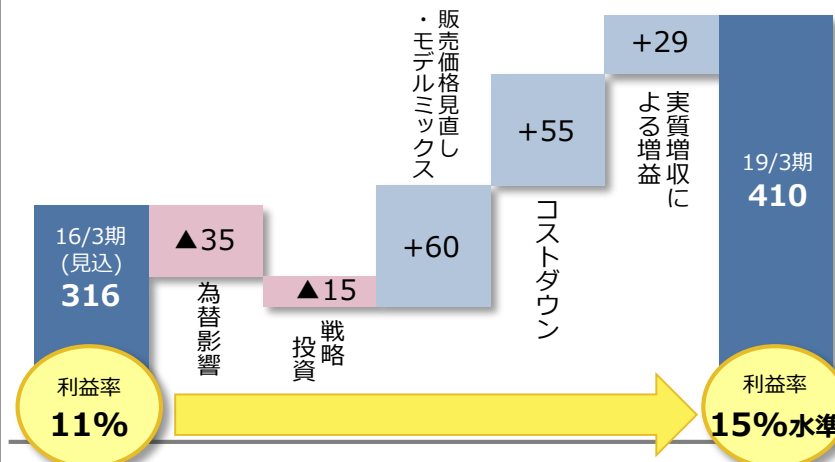 16/3期
(見込)
316
▲35
為替影響
▲15
戦略
投資
販売価格見直し
・モデルミックス
+60
+55
コストダウン
+29
実質増収に
よる増益
19/3期
410
利益率
11%
利益率
15%水準